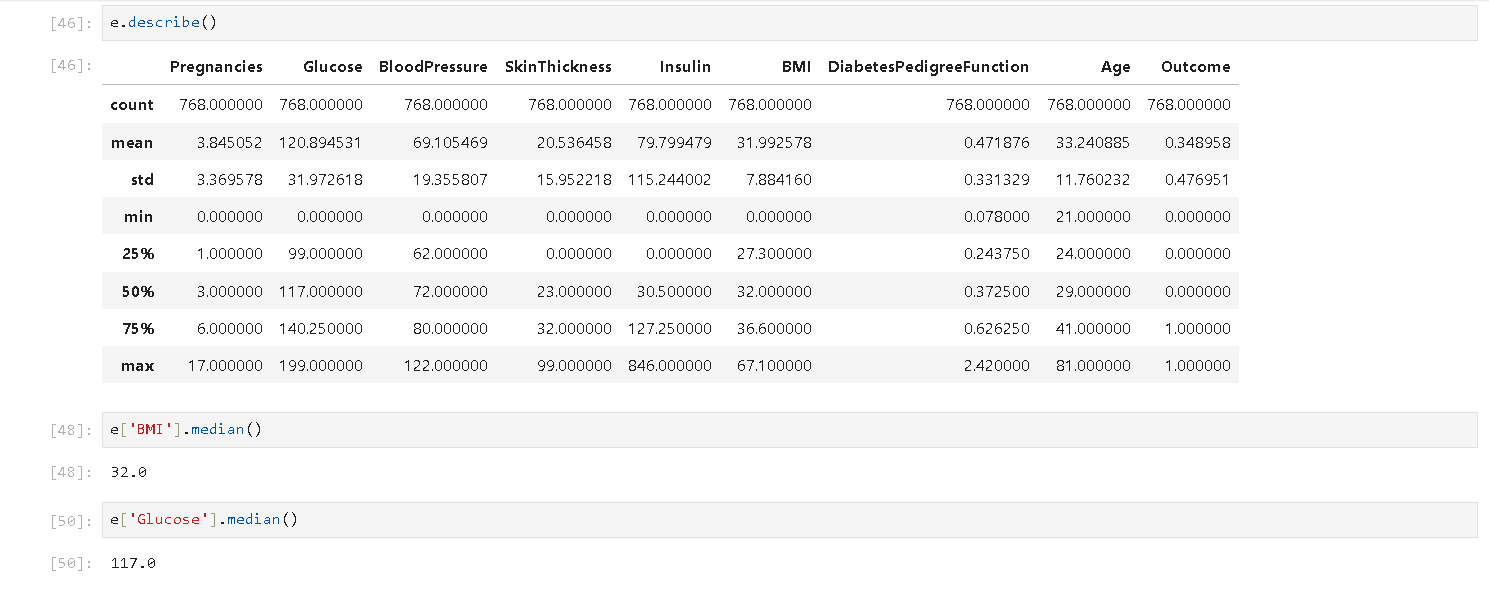 [46]: e.describe()
[46]: Pregnancies Glucose BloodPressure SkinThickness Insulin BMI DiabetesPedigreeFunction Age Outcome
count 768.000000 768.000000 768.000000 768.000000 768.000000 768.000000 768.000000 768.000000 768.000000
mean 3.845052 120.894531 69.105469 20.536458 79.799479 31.992578 0.471876 33.240885 0.348958
std 3.369578 31.972618 19.355807 15.952218 115.244002 7.884160 0.331329 11.760232 0.476951
min 0.000000 0.000000 0.000000 0.000000 0.000000 0.000000 0.078000 21.000000 0.000000
25% 1.000000 99.000000 62.000000 0.000000 0.000000 27.300000 0.243750 24.000000 0.000000
50% 3.000000 117.000000 72.000000 23.000000 30.500000 32.000000 0.372500 29.000000 0.000000
75% 6.000000 140.250000 80.000000 32.000000 127.250000 36.600000 0.626250 41.000000 1.000000
max 17.000000 199.000000 122.000000 99.000000 846.000000 67.100000 2.420000 81.000000 1.000000
[48]: e['BMI'].median()
[48]: 32.0
[50]: e['Glucose'].median()
[50]: 117.0